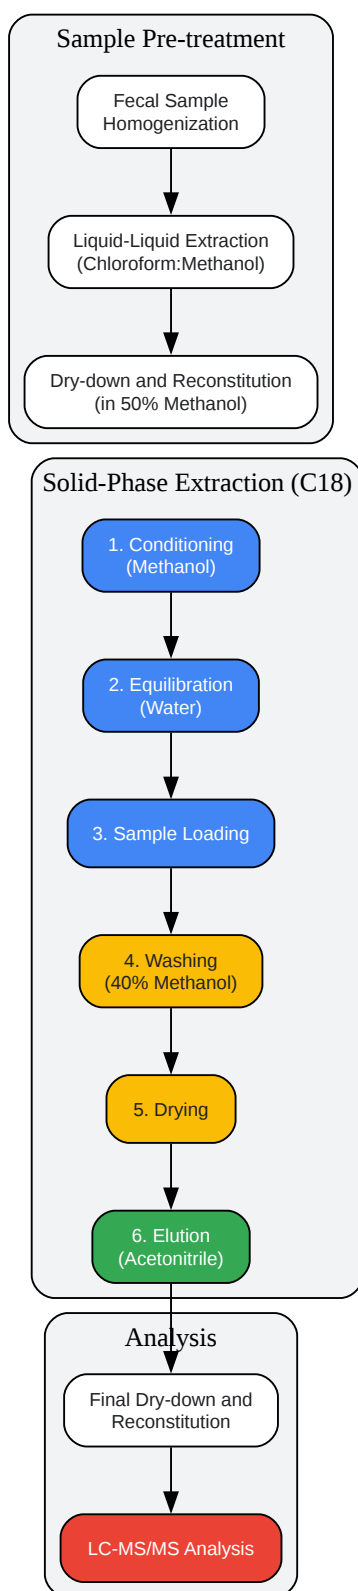 Sample Pre-treatment
Fecal Sample
Homogenization
Liquid-Liquid Extraction
(Chloroform:Methanol)
Dry-down and Reconstitution
(in 50% Methanol)
Solid-Phase Extraction (C18)
1. Conditioning
(Methanol)
2. Equilibration
(Water)
3. Sample Loading
4. Washing
(40% Methanol)
5. Drying
6. Elution
(Acetonitrile)
Analysis
Final Dry-down and
Reconstitution
LC-MS/MS Analysis